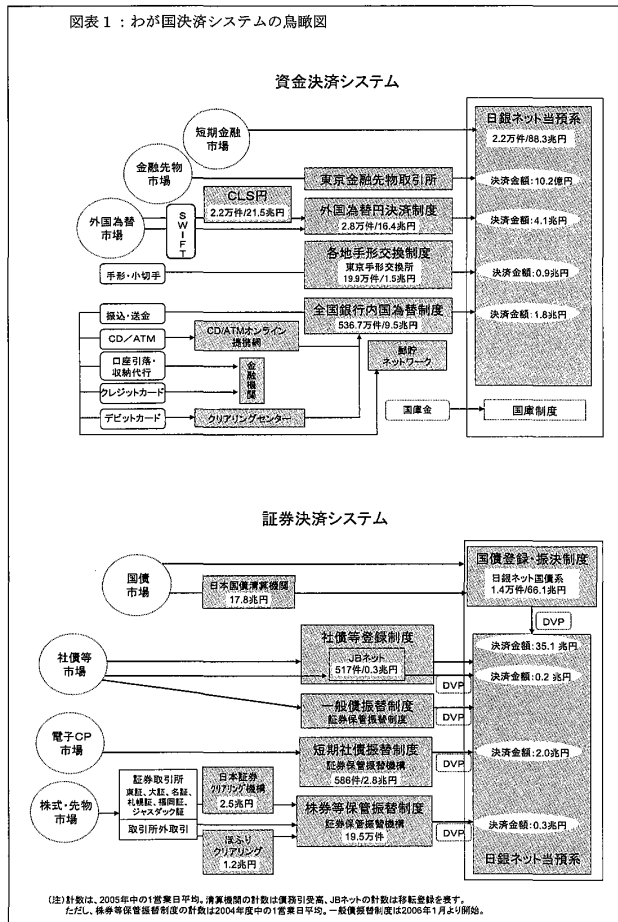 図表1:わが国決済システムの鳥瞰図
資金決済システム
短期金融
市場
日銀ネット当預系
2.2万件/88.3兆円
金融先物
市場
東京金融先物取引所
決済金額:10.2億円
外国為替
市場
SWIFT
CLS円
2.2万件/21.5兆円
外国為替円決済制度
2.8万件/16.4兆円
決済金額:4.1兆円
手形・小切手
各地手形交換制度
東京手形交換所
19.9万件/1.5兆円
決済金額:0.9兆円
振込・送金
全国銀行内国為替制度
536.7万件/9.5兆円
決済金額:1.8兆円
CD/ATM
CD/ATMオンライン
提携網
口座引落・
収納代行
金融機関
郵貯
ネットワーク
クレジットカード
デビットカード
クリアリングセンター
国庫金
国庫制度
証券決済システム
国債
市場
日本国債清算機関
17.8兆円
国債登録・振決制度
日銀ネット国債系
1.4万件/66.1兆円
DVP
社債等
市場
社債等登録制度
JBネット
517件/0.3兆円
決済金額:35.1兆円
決済金額:0.2兆円
DVP
一般債振替制度
証券保管振替制度
DVP
電子CP
市場
短期社債振替制度
証券保管振替機構
586件/2.8兆円
決済金額:2.0兆円
DVP
株式・先物
市場
証券取引所
東証、大証、名証、
札幌証、福岡証、
ジャスダック証
取引所外取引
日本証券
クリアリング機構
2.5兆円
ほふり
クリアリング
1.2兆円
株券等保管振替制度
証券保管振替機構
19.5万件
DVP
決済金額:0.3兆円
日銀ネット当預系
(注)計数は、2005年中の1営業日平均。清算機関の計数は債務引受高、JBネットの計数は移転登録を表す。
ただし、株券等保管振替制度の計数は2004年度中の1営業日平均。一般債振替制度は2006年1月より開始。